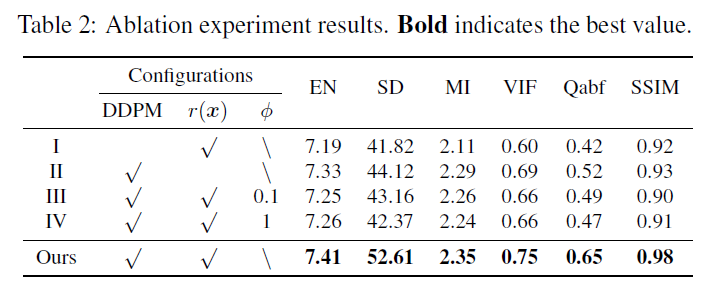 Table 2: Ablation experiment results. Bold indicates the best value.
Configurations EN SD MI VIF Qabf SSIM
DDPM r(x) ϕ
I √ \ 7.19 41.82 2.11 0.60 0.42 0.92
II √ \ 7.33 44.12 2.29 0.69 0.52 0.93
III √ √ 0.1 7.25 43.16 2.26 0.66 0.49 0.90
IV √ √ 1 7.26 42.37 2.24 0.66 0.47 0.91
Ours √ √ \ 7.41 52.61 2.35 0.75 0.65 0.98